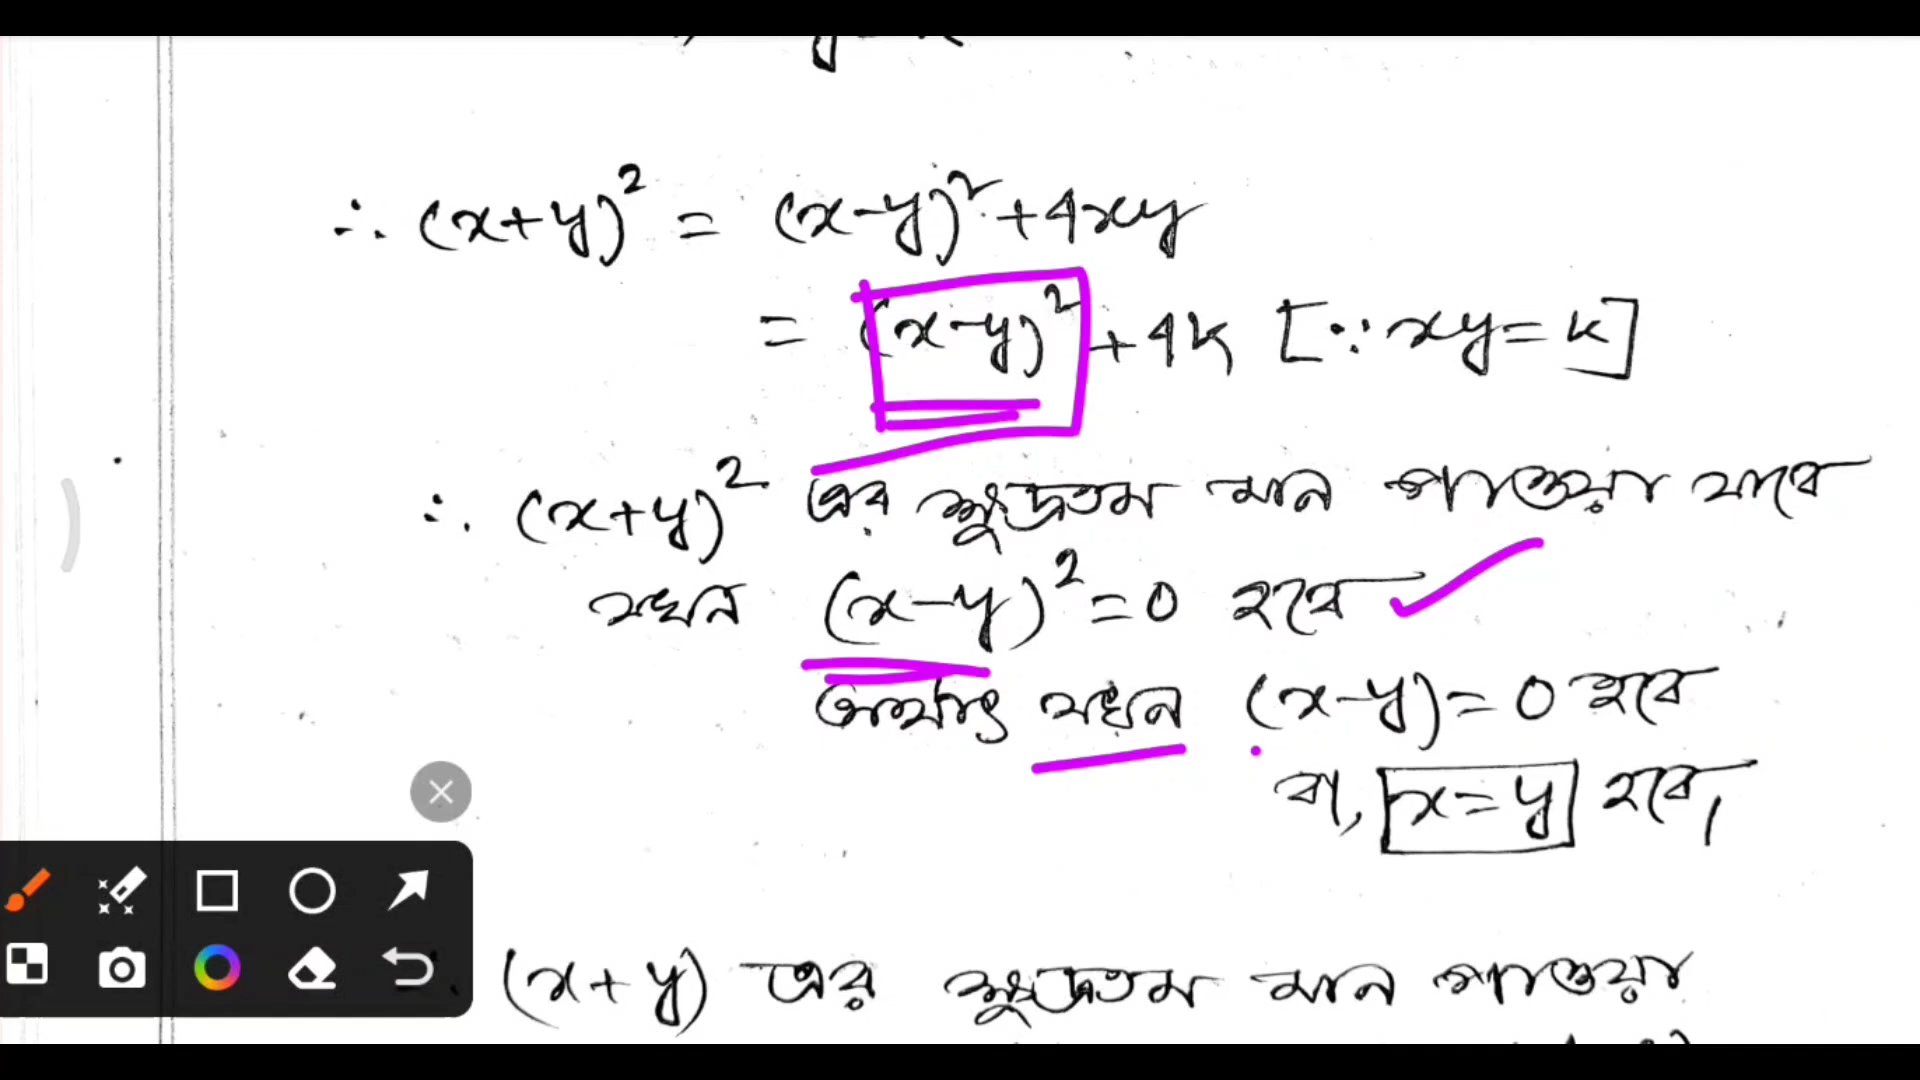 ∴ (x+y)² = (x-y)² + 4xy
= (x-y)² + 4k [∵ xy = k]
∴ (x+y)² এর ক্ষুদ্রতম মান পাওয়া যাবে
যখন (x-y)² = 0 হবে
অর্থাৎ যখন (x-y) = 0 হবে
বা, x = y হবে,
(x+y) এর ক্ষুদ্রতম মান পাওয়া